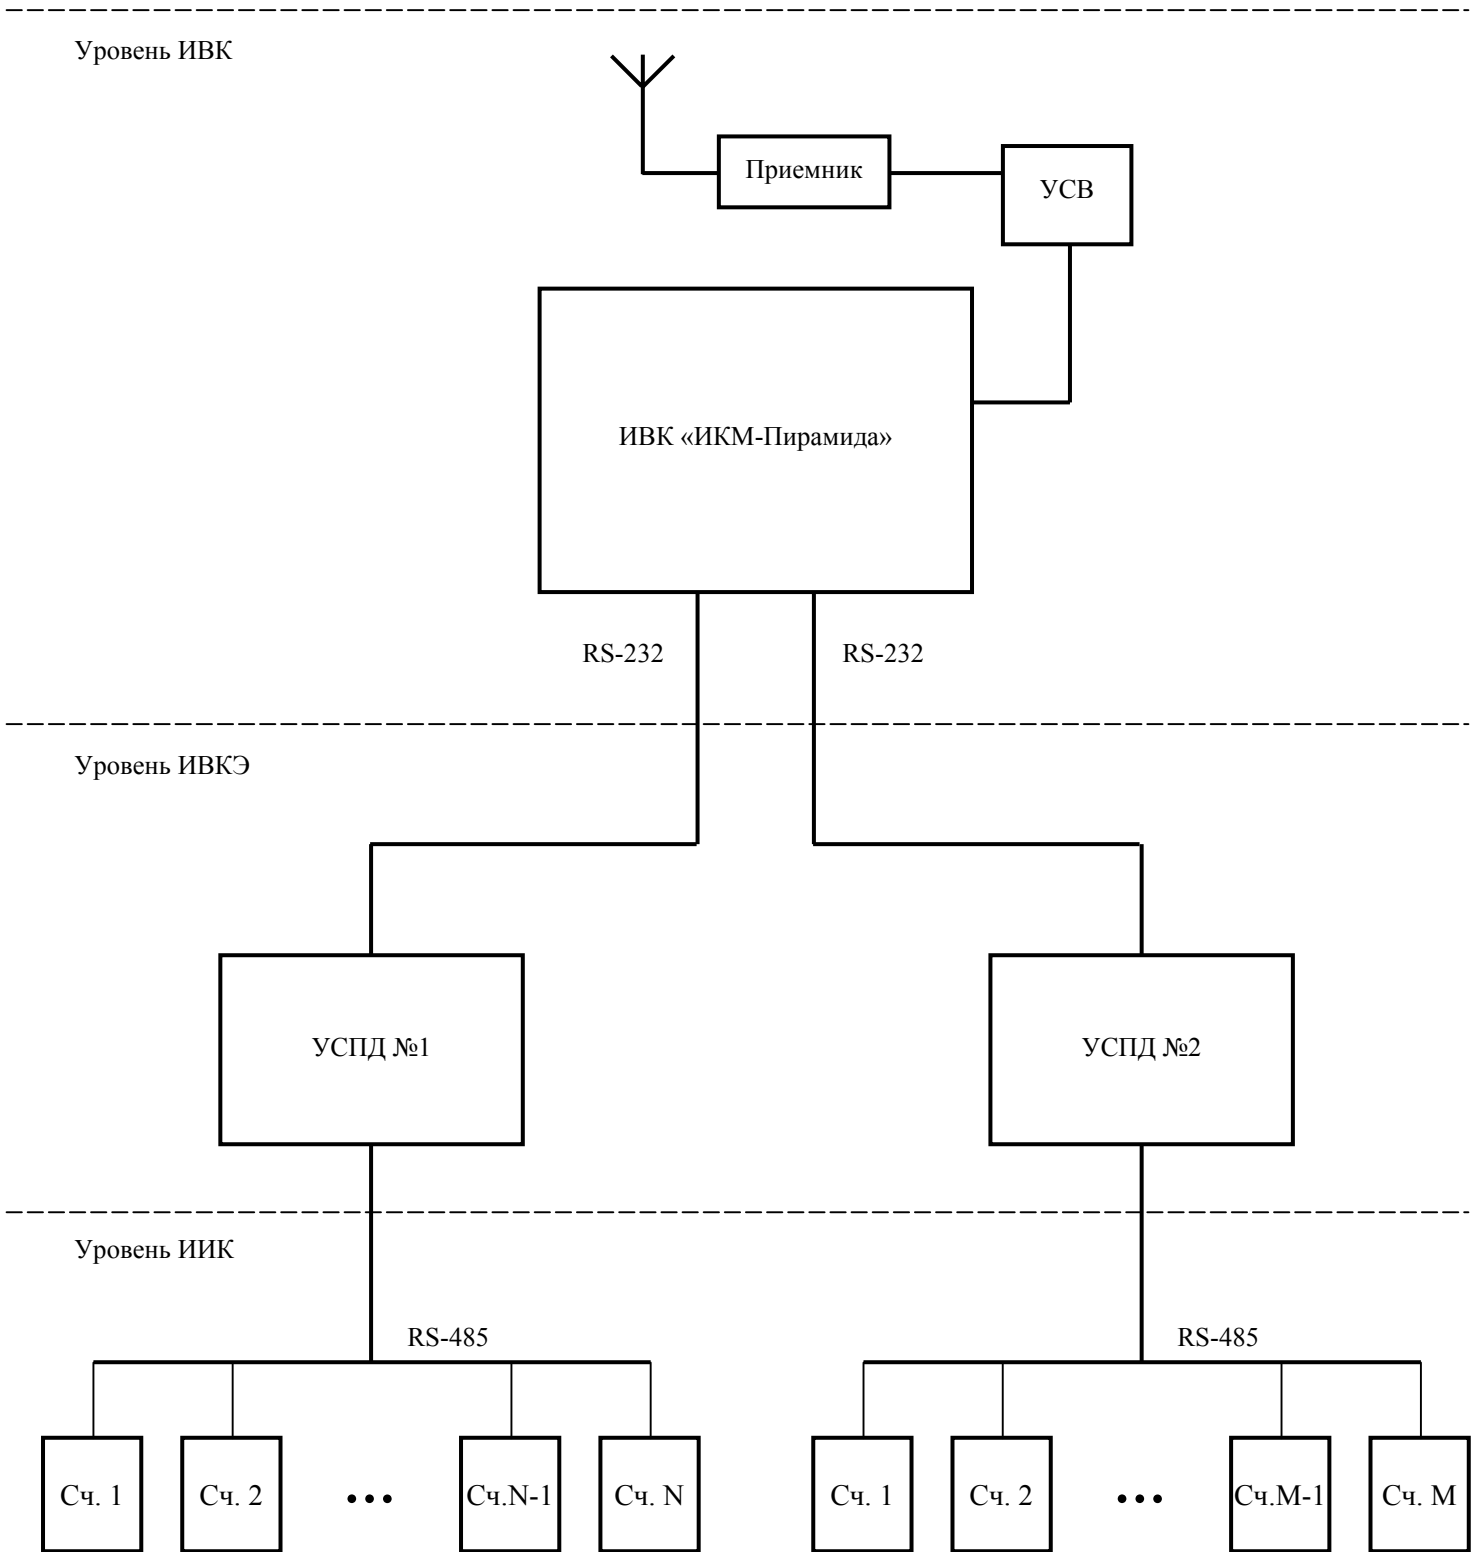 Уровень ИВК
Приемник
УСВ
ИВК «ИКМ-Пирамида»
RS-232
RS-232
Уровень ИВКЭ
УСПД №1
УСПД №2
Уровень ИИК
RS-485
RS-485
Сч. 1
Сч. 2
...
Сч.N-1
Сч. N
Сч. 1
Сч. 2
...
Сч.M-1
Сч. M